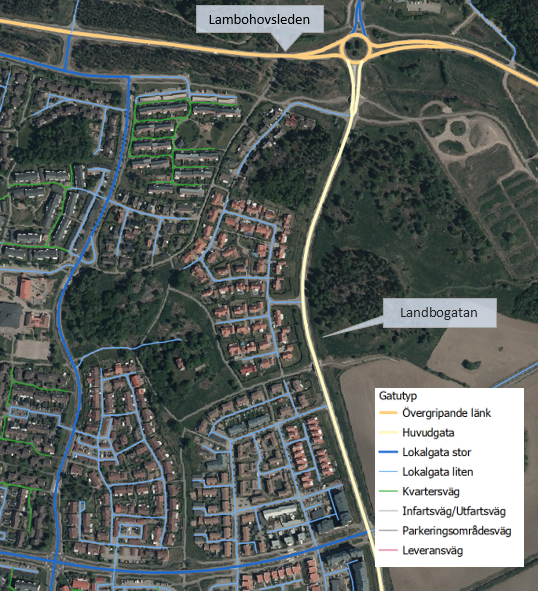 Lambohovsleden
Landbogatan
Gatutyp
Övergripande länk
Huvudgata
Lokalgata stor
Lokalgata liten
Kvartersväg
Infartsväg/Utfartsväg
Parkeringsområdesväg
Leveransväg